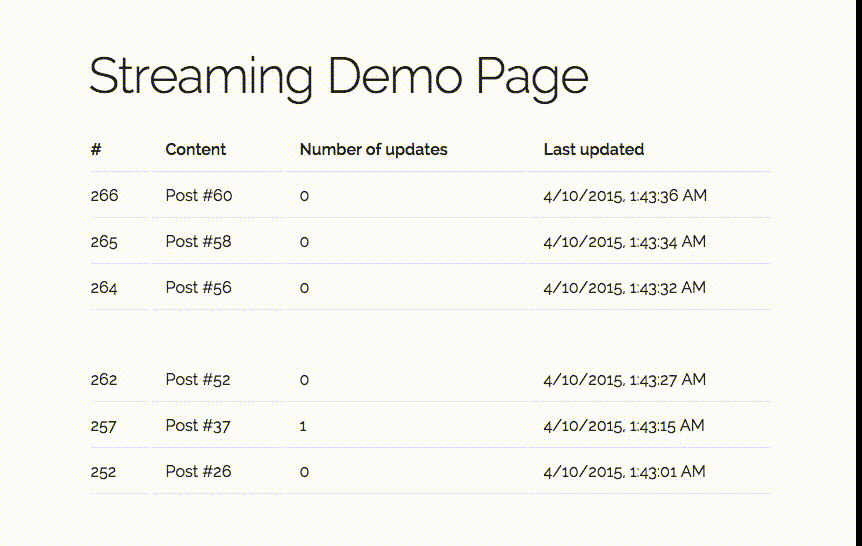 Streaming Demo Page
# Content Number of updates Last updated
266 Post #60 0 4/10/2015, 1:43:36 AM
265 Post #58 0 4/10/2015, 1:43:34 AM
264 Post #56 0 4/10/2015, 1:43:32 AM
262 Post #52 0 4/10/2015, 1:43:27 AM
257 Post #37 1 4/10/2015, 1:43:15 AM
252 Post #26 0 4/10/2015, 1:43:01 AM